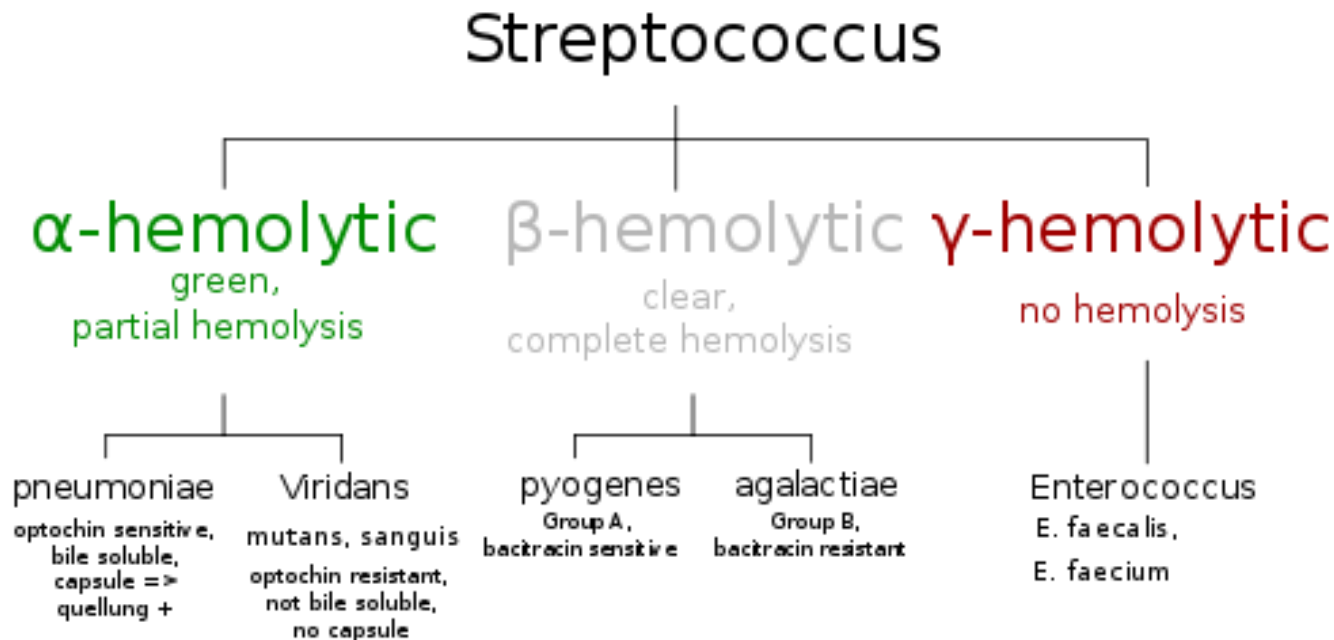 Streptococcus
α-hemolytic
green,
partial hemolysis
β-hemolytic
clear,
complete hemolysis
γ-hemolytic
no hemolysis
pneumoniae
optochin sensitive,
bile soluble,
capsule =>
quellung +
Viridans
mutans, sanguis
optochin resistant,
not bile soluble,
no capsule
pyogenes
Group A,
bacitracin sensitive
agalactiae
Group B,
bacitracin resistant
Enterococcus
E. faecalis,
E. faecium